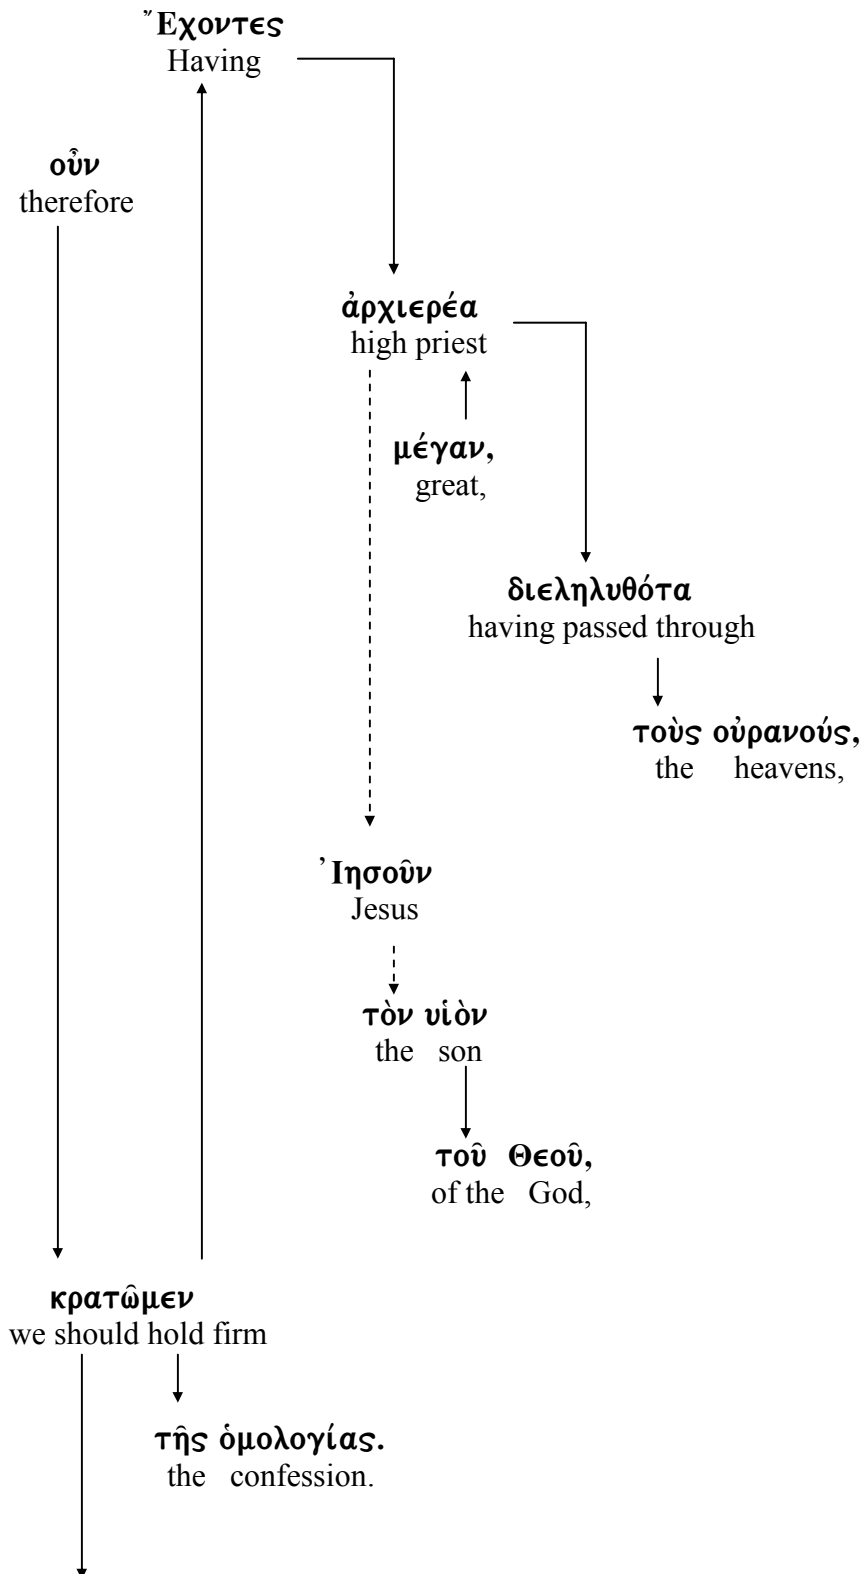 Ἔχοντες
Having
οὖν
therefore
ἀρχιερέα
high priest
μέγαν,
great,
διεληλυθότα
having passed through
τοὺς οὐρανούς,
the heavens,
Ἰησοῦν
Jesus
τὸν υἱὸν
the son
τοῦ Θεοῦ,
of the God,
κρατῶμεν
we should hold firm
τῆς ὁμολογίας.
the confession.